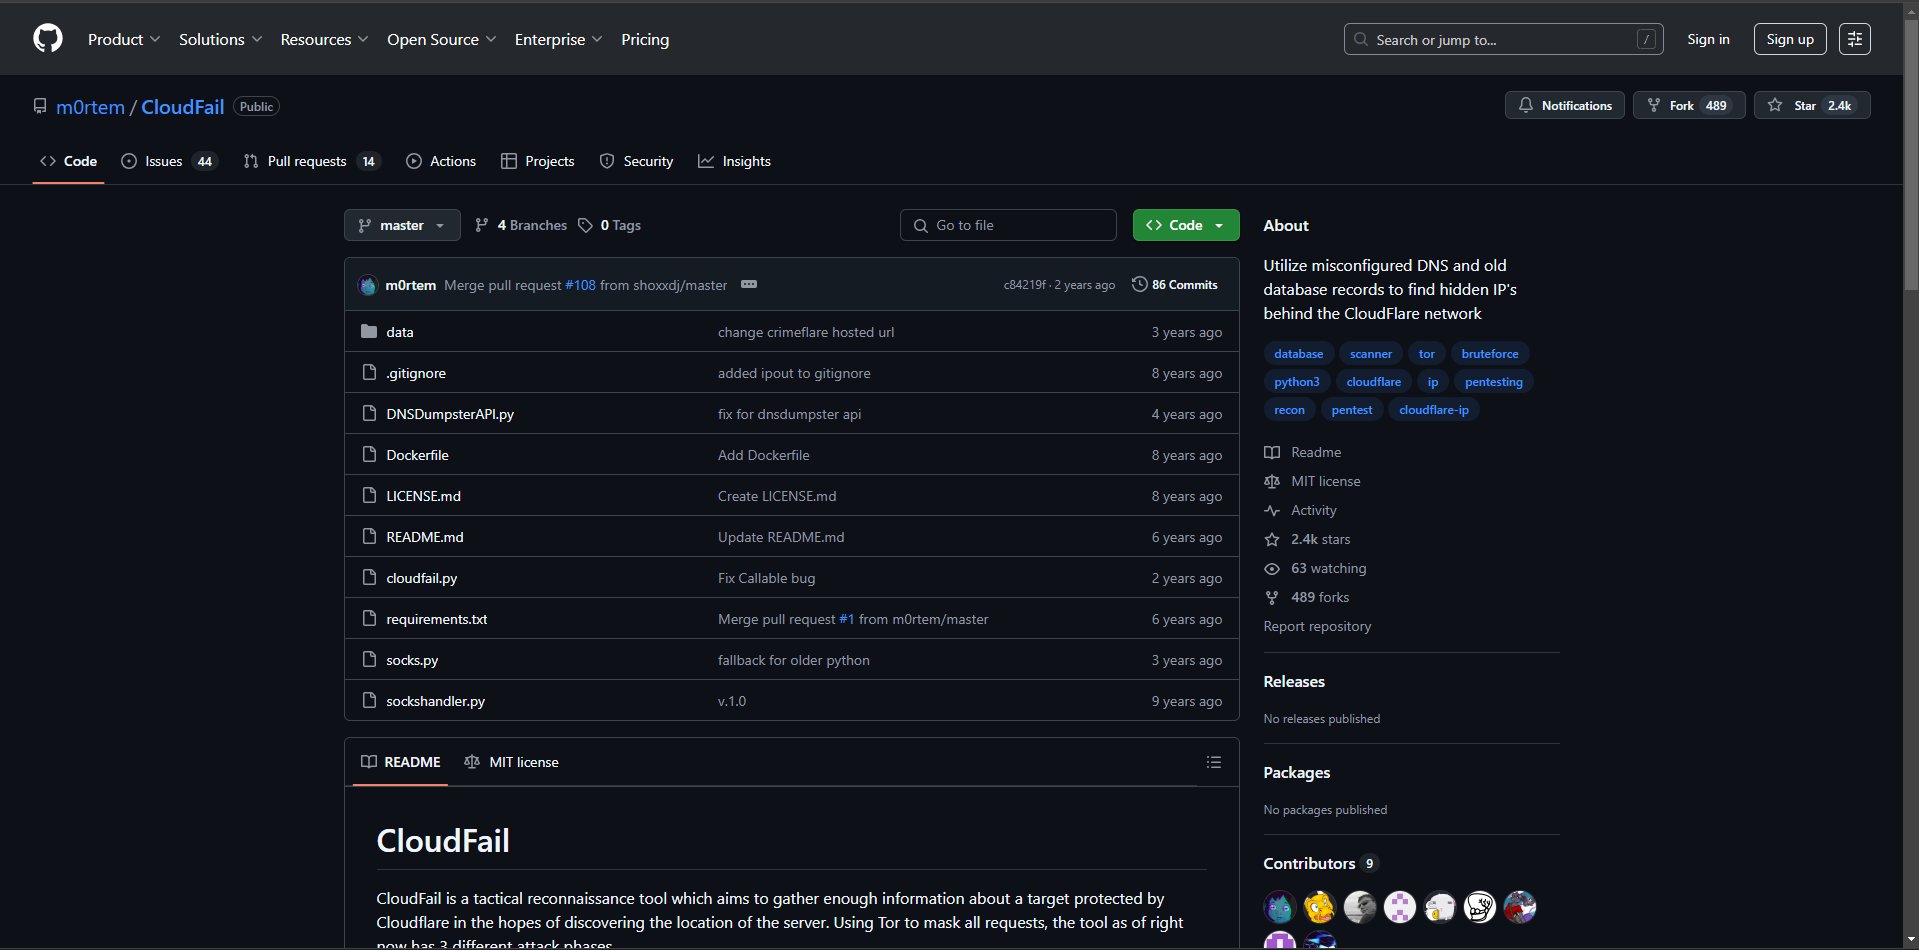 Product Solutions Resources Open Source Enterprise Pricing Search or jump to... / Sign in Sign up
m0rtem / CloudFail Public Notifications Fork 489 Star 2.4k
Code Issues 44 Pull requests 14 Actions Projects Security Insights
master 4 Branches 0 Tags Go to file Code
m0rtem Merge pull request #108 from shoxxdj/master c84219f · 2 years ago 86 Commits
data change crimeflare hosted url 3 years ago
.gitignore added ipout to gitignore 8 years ago
DNSDumpsterAPI.py fix for dnsdumpster api 4 years ago
Dockerfile Add Dockerfile 8 years ago
LICENSE.md Create LICENSE.md 8 years ago
README.md Update README.md 6 years ago
cloudfail.py Fix Callable bug 2 years ago
requirements.txt Merge pull request #1 from m0rtem/master 6 years ago
socks.py fallback for older python 3 years ago
sockshandler.py v.1.0 9 years ago
README MIT license
CloudFail
CloudFail is a tactical reconnaissance tool which aims to gather enough information about a target protected by
Cloudflare in the hopes of discovering the location of the server. Using Tor to mask all requests, the tool as of right
now has 3 different attack phases.
About
Utilize misconfigured DNS and old
database records to find hidden IP's
behind the CloudFlare network
database scanner tor bruteforce
python3 cloudflare ip pentesting
recon pentest cloudflare-ip
Readme
MIT license
Activity
2.4k stars
63 watching
489 forks
Report repository
Releases
No releases published
Packages
No packages published
Contributors 9